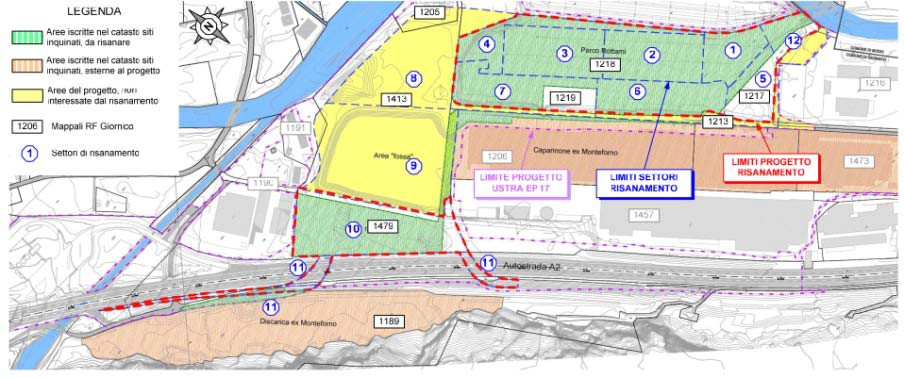 LEGENDA
Aree iscritte nel catasto siti
inquinati, da risanare
Aree iscritte nel catasto siti
inquinati, esterne al progetto
Aree del progetto, non
interessate dal risanamento
1206 Mappali RF Giornico
1 Settori di risanamento
1205
4
3
Parco Rottami
1218
2
1
12
5
1217
1216
8
1413
7
1219
6
1213
1191
Area "fossa"
9
1206
Capannone ex Monteforno
1473
LIMITE PROGETTO
USTRA EP 17
LIMITI SETTORI
RISANAMENTO
LIMITI PROGETTO
RISANAMENTO
1190
10
1479
1457
11
11
Autostrada A2
11
Discarica ex Monteforno
1189